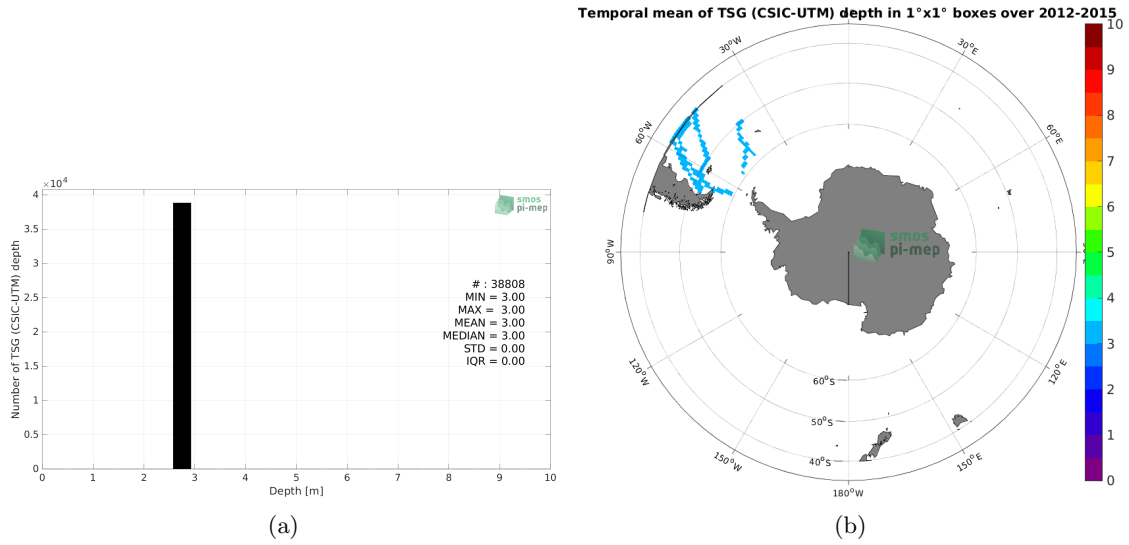 ×10⁴
4
3.5
3
2.5
2
1.5
1
0.5
0
Number of TSG (CSIC-UTM) depth
0 1 2 3 4 5 6 7 8 9 10
Depth [m]
smos
pi-mep
# : 38808
MIN = 3.00
MAX = 3.00
MEAN = 3.00
MEDIAN = 3.00
STD = 0.00
IQR = 0.00
(a)
Temporal mean of TSG (CSIC-UTM) depth in 1°x1° boxes over 2012-2015
30°W
30°E
60°W
60°E
90°W
120°W
120°E
150°W
150°E
180°W
60°S
50°S
40°S
smos
pi-mep
10
9
8
7
6
5
4
3
2
1
0
(b)